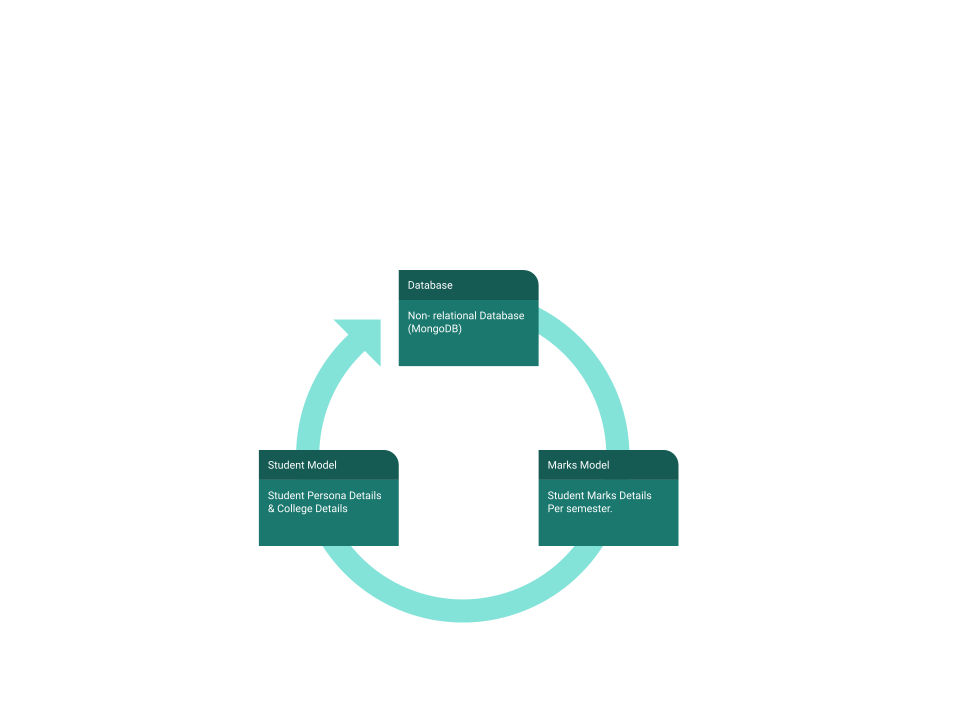 Database
Non- relational Database
(MongoDB)
Student Model
Student Persona Details
& College Details
Marks Model
Student Marks Details
Per semester.